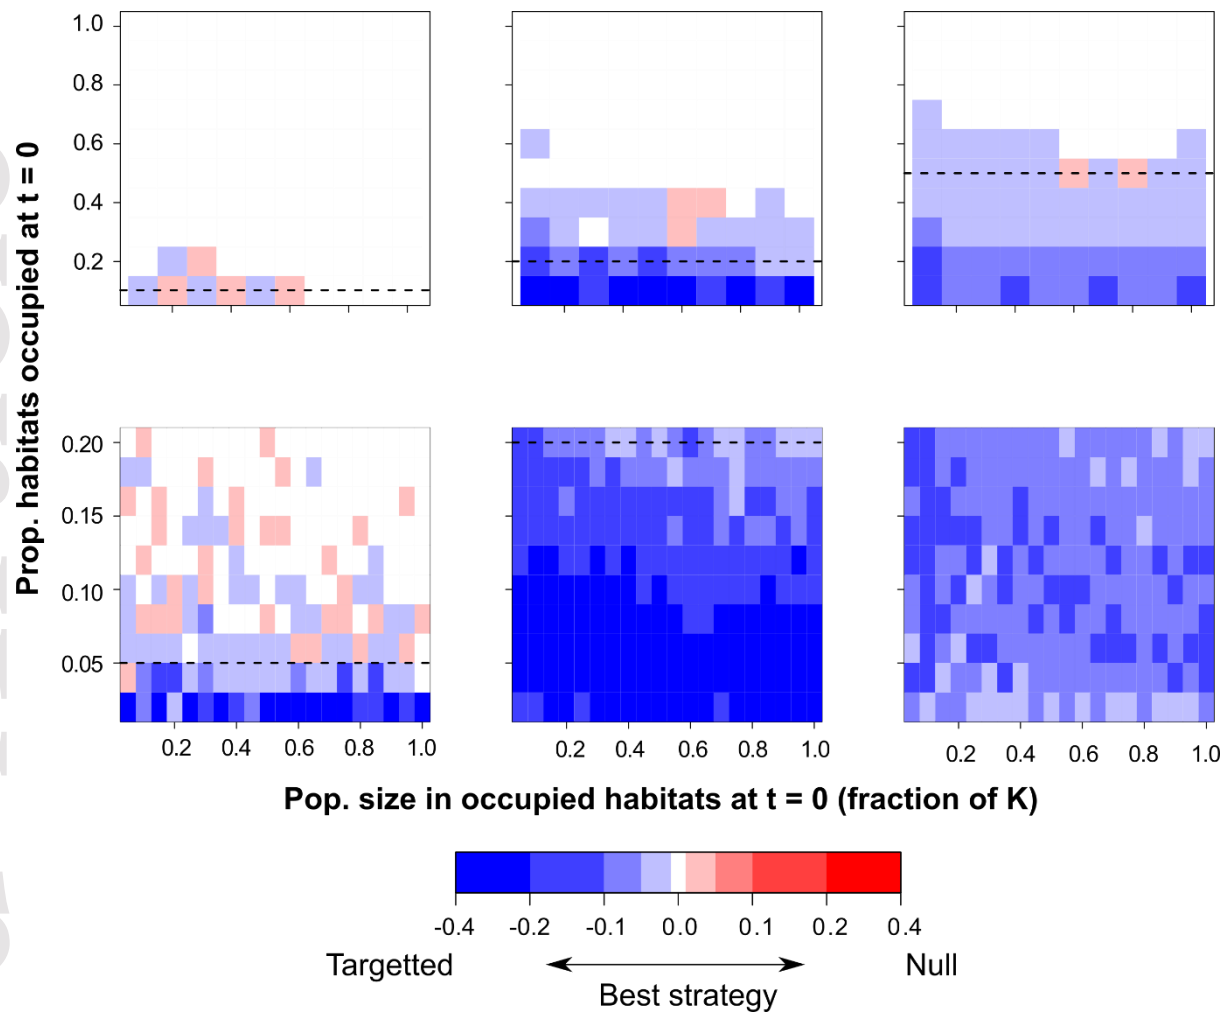 Prop. habitats occupied at t = 0
1.0
0.8
0.6
0.4
0.2
0.20
0.15
0.10
0.05
0.2 0.4 0.6 0.8 1.0
0.2 0.4 0.6 0.8 1.0
0.2 0.4 0.6 0.8 1.0
Pop. size in occupied habitats at t = 0 (fraction of K)
-0.4 -0.2 -0.1 0.0 0.1 0.2 0.4
Targetted Null
Best strategy